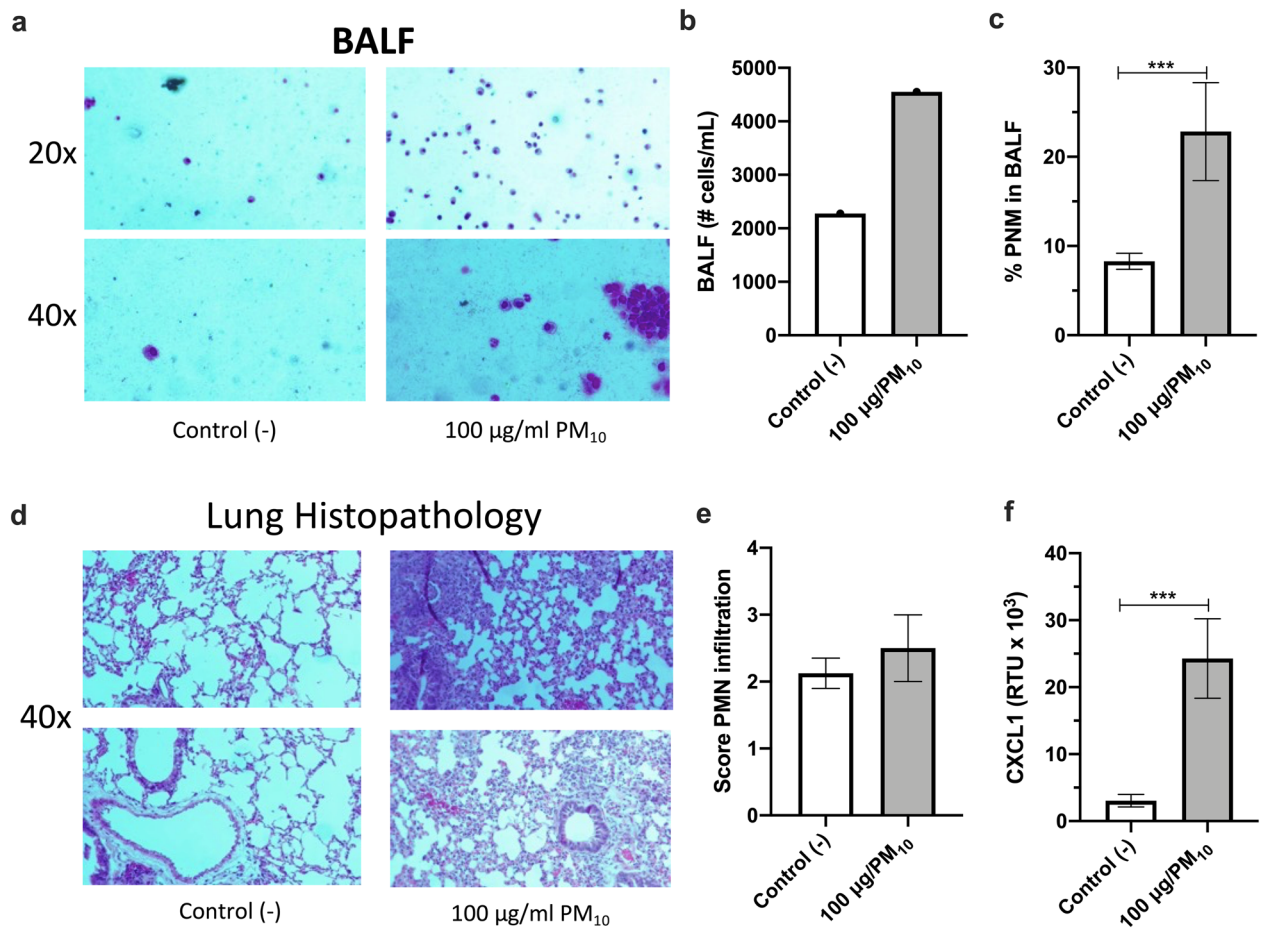 a
BALF
20x
40x
Control (-)
100 µg/ml PM₁₀
b
BALF (# cells/mL)
5000
4000
3000
2000
1000
0
Control (-)
100 µg/PM₁₀
c
% PNM in BALF
30
20
10
0
***
Control (-)
100 µg/PM₁₀
d
Lung Histopathology
40x
Control (-)
100 µg/ml PM₁₀
e
Score PMN infiltration
4
3
2
1
0
Control (-)
100 µg/PM₁₀
f
CXCL1 (RTU x 10³)
40
30
20
10
0
***
Control (-)
100 µg/PM₁₀